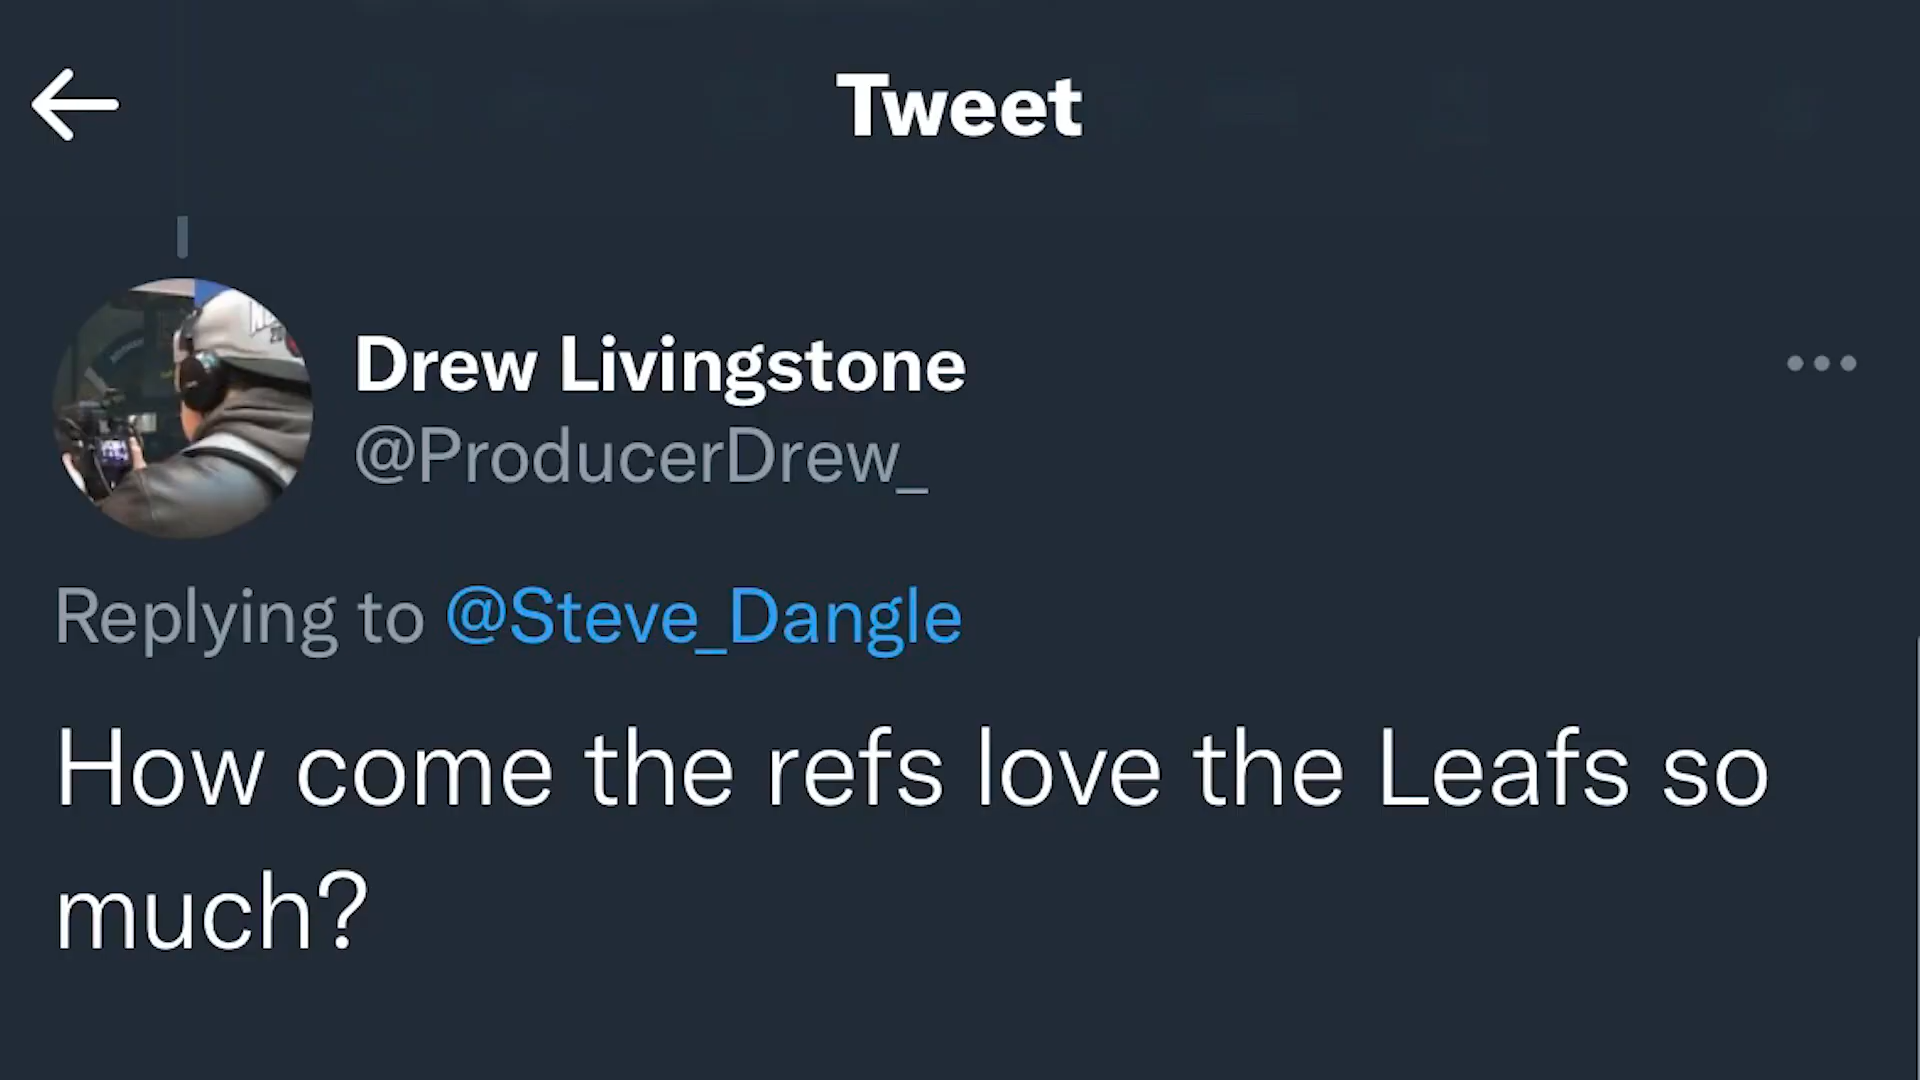 Tweet
Drew Livingstone
@ProducerDrew_
Replying to @Steve_Dangle
How come the refs love the Leafs so
much?